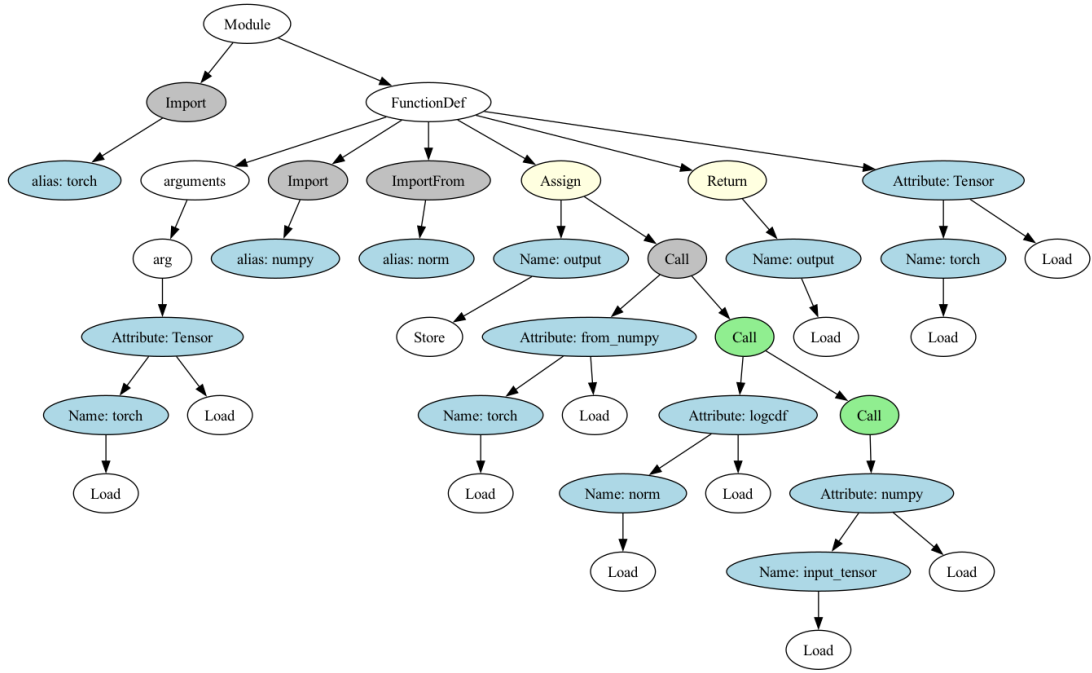 Module
Import
FunctionDef
alias: torch
arguments
Import
ImportFrom
Assign
Return
Attribute: Tensor
arg
alias: numpy
alias: norm
Name: output
Call
Name: output
Name: torch
Load
Attribute: Tensor
Store
Attribute: from_numpy
Call
Load
Load
Name: torch
Load
Name: torch
Load
Attribute: logcdf
Call
Load
Load
Name: norm
Load
Attribute: numpy
Load
Name: input_tensor
Load
Load